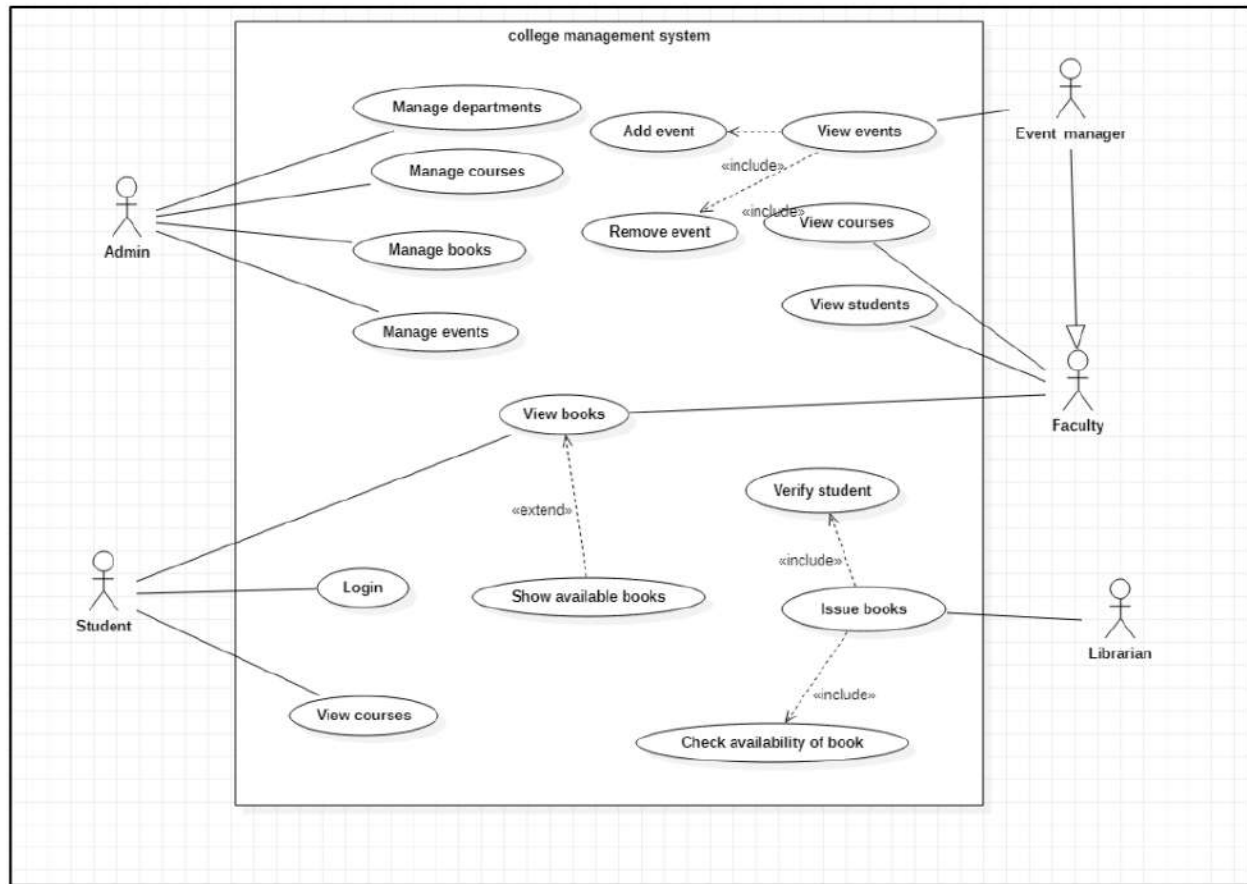 college management system
Manage departments
Add event
View events
Event manager
«include»
Manage courses
Admin
Remove event
«include»
View courses
Manage books
View students
Manage events
View books
Faculty
Verify student
«extend»
«include»
Login
Show available books
Issue books
Student
Librarian
«include»
View courses
Check availability of book